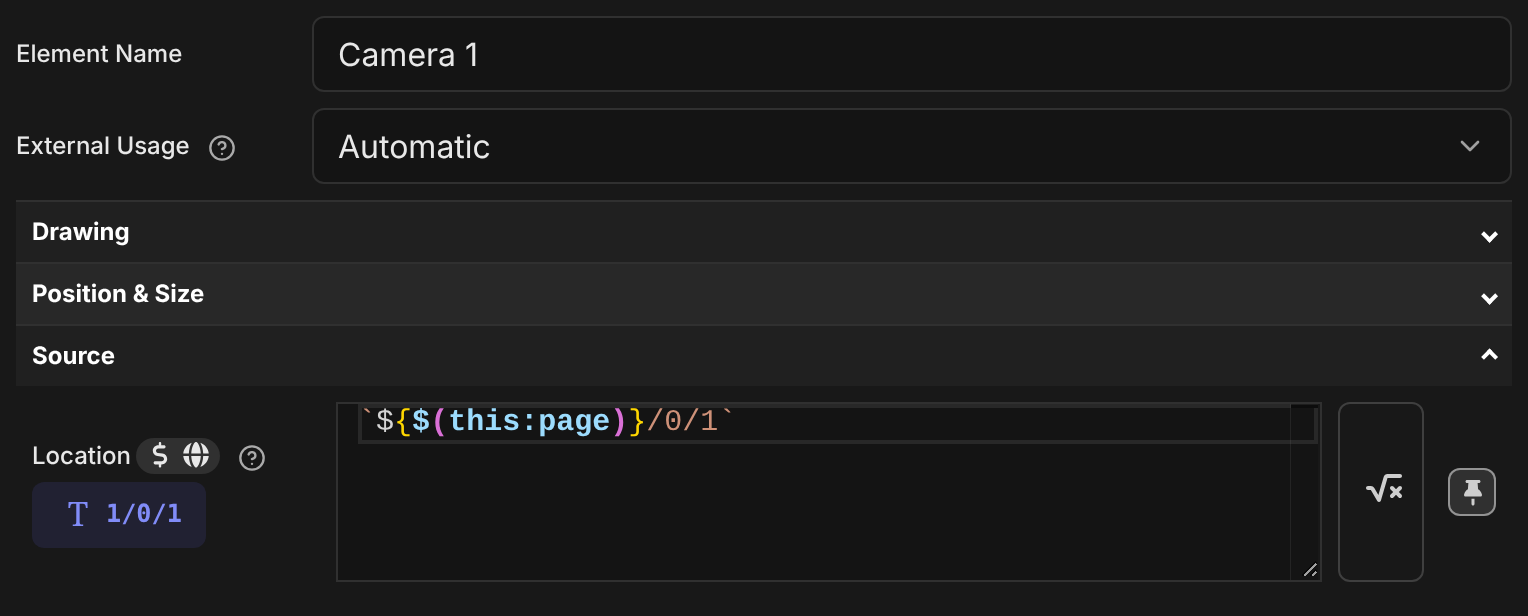 Element Name
Camera 1
External Usage ?
Automatic
Drawing
Position & Size
Source
Location $ ?
`${$(this:page)}/0/1`
√x
T 1/0/1